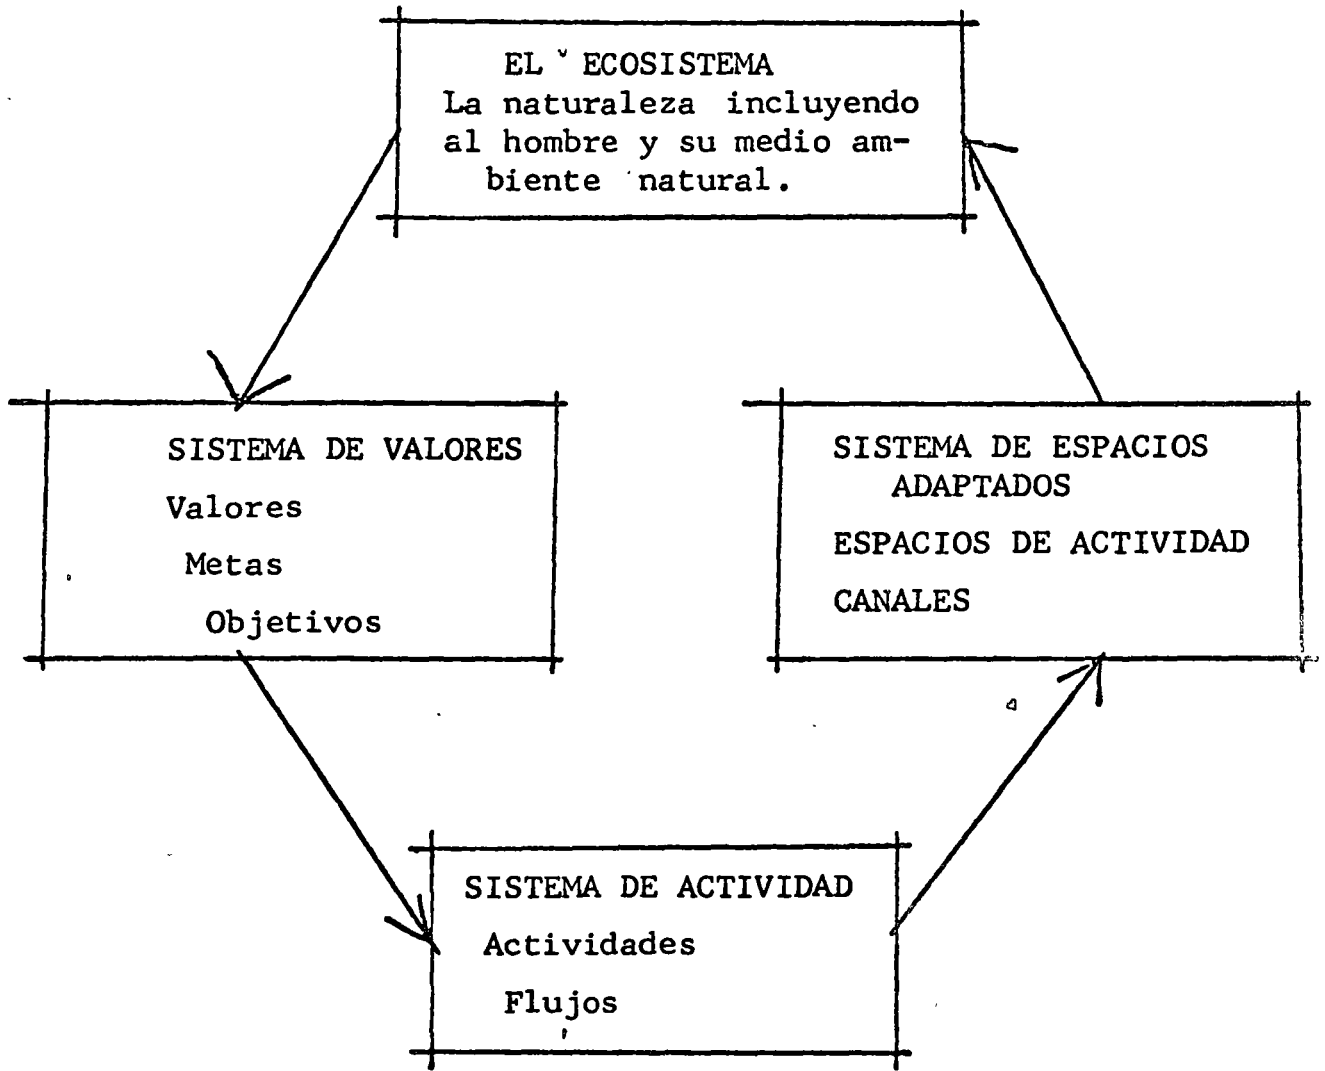 EL ECOSISTEMA
La naturaleza incluyendo
al hombre y su medio am-
biente natural.
SISTEMA DE VALORES
Valores
Metas
Objetivos
SISTEMA DE ESPACIOS
ADAPTADOS
ESPACIOS DE ACTIVIDAD
CANALES
SISTEMA DE ACTIVIDAD
Actividades
Flujos